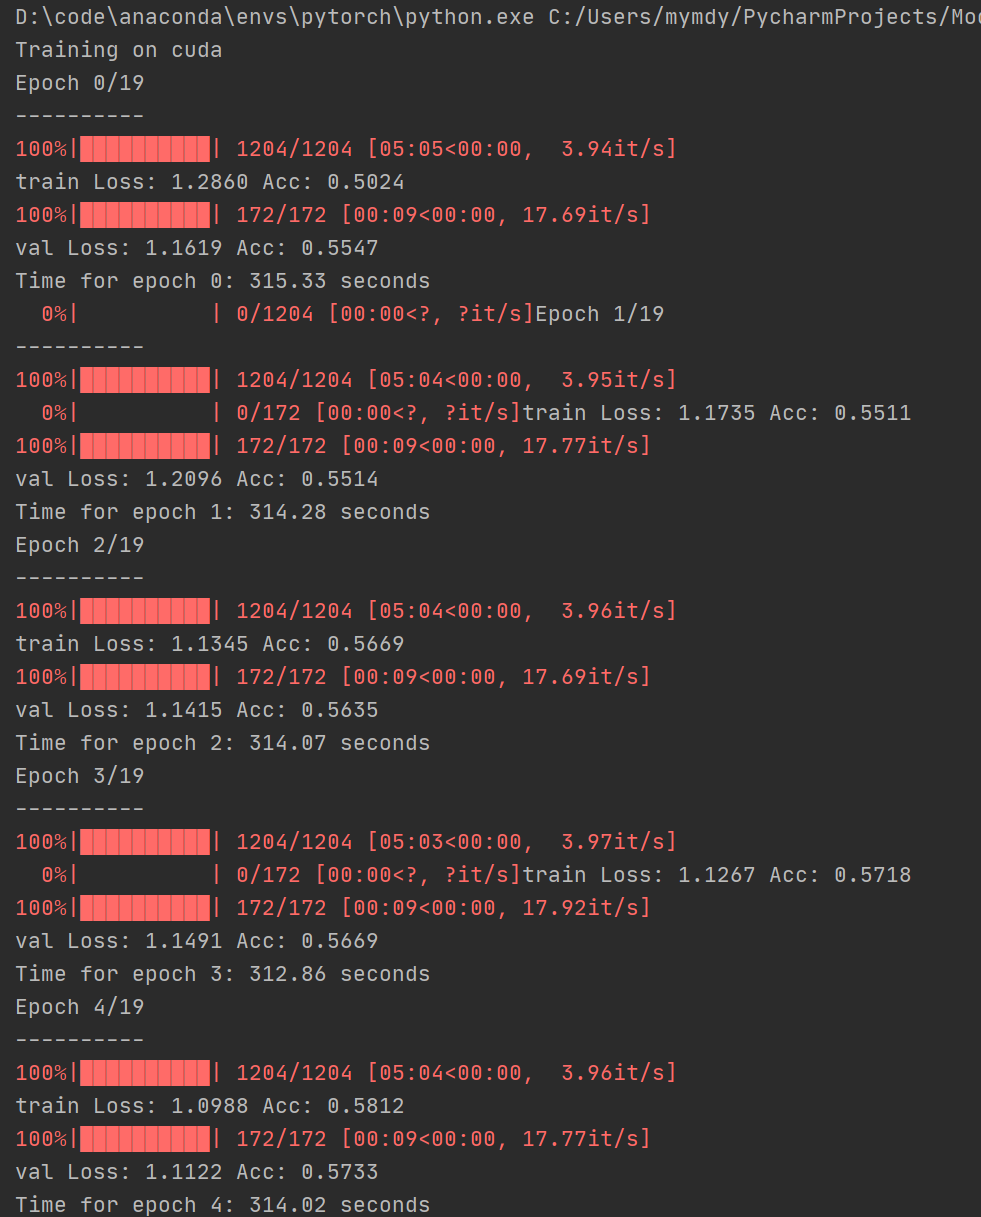 D:\code\anaconda\envs\pytorch\python.exe C:/Users/mymdy/PycharmProjects/
Training on cuda
Epoch 0/19
----------
100%|██████████| 1204/1204 [05:05<00:00,  3.94it/s]
train Loss: 1.2860 Acc: 0.5024
100%|██████████| 172/172 [00:09<00:00, 17.69it/s]
val Loss: 1.1619 Acc: 0.5547
Time for epoch 0: 315.33 seconds
  0%|          | 0/1204 [00:00<?, ?it/s]Epoch 1/19
----------
100%|██████████| 1204/1204 [05:04<00:00,  3.95it/s]
  0%|          | 0/172 [00:00<?, ?it/s]train Loss: 1.1735 Acc: 0.5511
100%|██████████| 172/172 [00:09<00:00, 17.77it/s]
val Loss: 1.2096 Acc: 0.5514
Time for epoch 1: 314.28 seconds
Epoch 2/19
----------
100%|██████████| 1204/1204 [05:04<00:00,  3.96it/s]
train Loss: 1.1345 Acc: 0.5669
100%|██████████| 172/172 [00:09<00:00, 17.69it/s]
val Loss: 1.1415 Acc: 0.5635
Time for epoch 2: 314.07 seconds
Epoch 3/19
----------
100%|██████████| 1204/1204 [05:03<00:00,  3.97it/s]
  0%|          | 0/172 [00:00<?, ?it/s]train Loss: 1.1267 Acc: 0.5718
100%|██████████| 172/172 [00:09<00:00, 17.92it/s]
val Loss: 1.1491 Acc: 0.5669
Time for epoch 3: 312.86 seconds
Epoch 4/19
----------
100%|██████████| 1204/1204 [05:04<00:00,  3.96it/s]
train Loss: 1.0988 Acc: 0.5812
100%|██████████| 172/172 [00:09<00:00, 17.77it/s]
val Loss: 1.1122 Acc: 0.5733
Time for epoch 4: 314.02 seconds